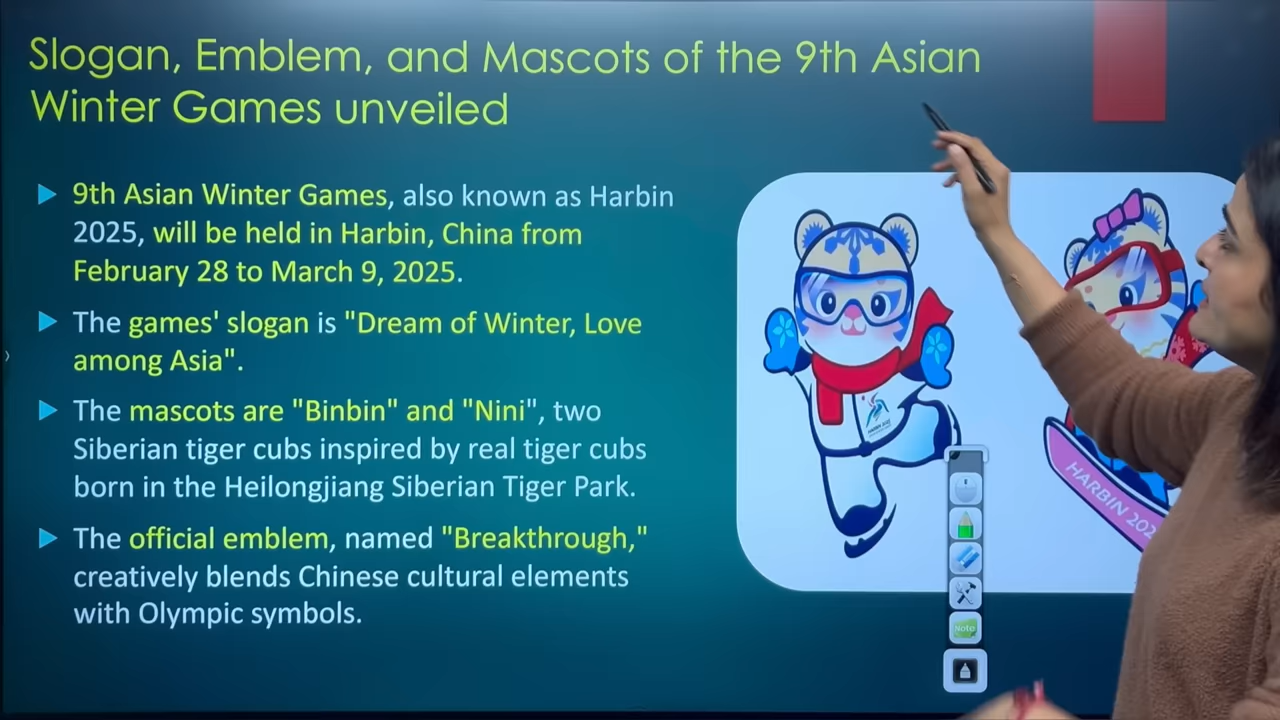 Slogan, Emblem, and Mascots of the 9th Asian
Winter Games unveiled
9th Asian Winter Games, also known as Harbin
2025, will be held in Harbin, China from
February 28 to March 9, 2025.
The games' slogan is "Dream of Winter, Love
among Asia".
The mascots are "Binbin" and "Nini", two
Siberian tiger cubs inspired by real tiger cubs
born in the Heilongjiang Siberian Tiger Park.
The official emblem, named "Breakthrough,"
creatively blends Chinese cultural elements
with Olympic symbols.
HARBIN 2025
HARBIN 202
Note